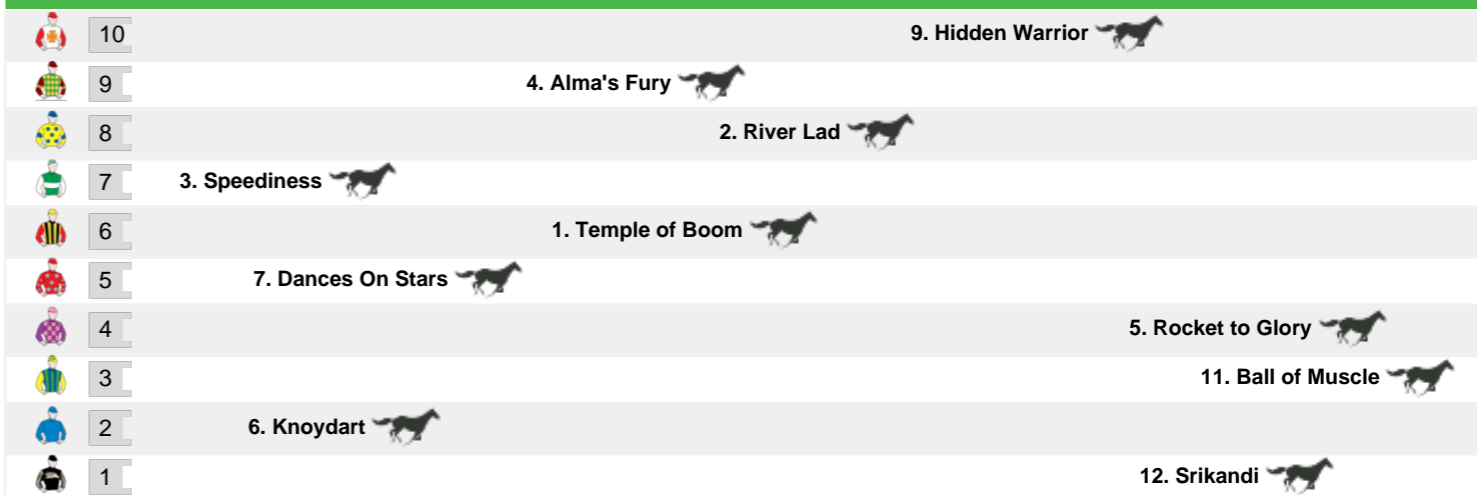 10 9. Hidden Warrior
9 4. Alma's Fury
8 2. River Lad
7 3. Speediness
6 1. Temple of Boom
5 7. Dances On Stars
4 5. Rocket to Glory
3 11. Ball of Muscle
2 6. Knoydart
1 12. Srikandi